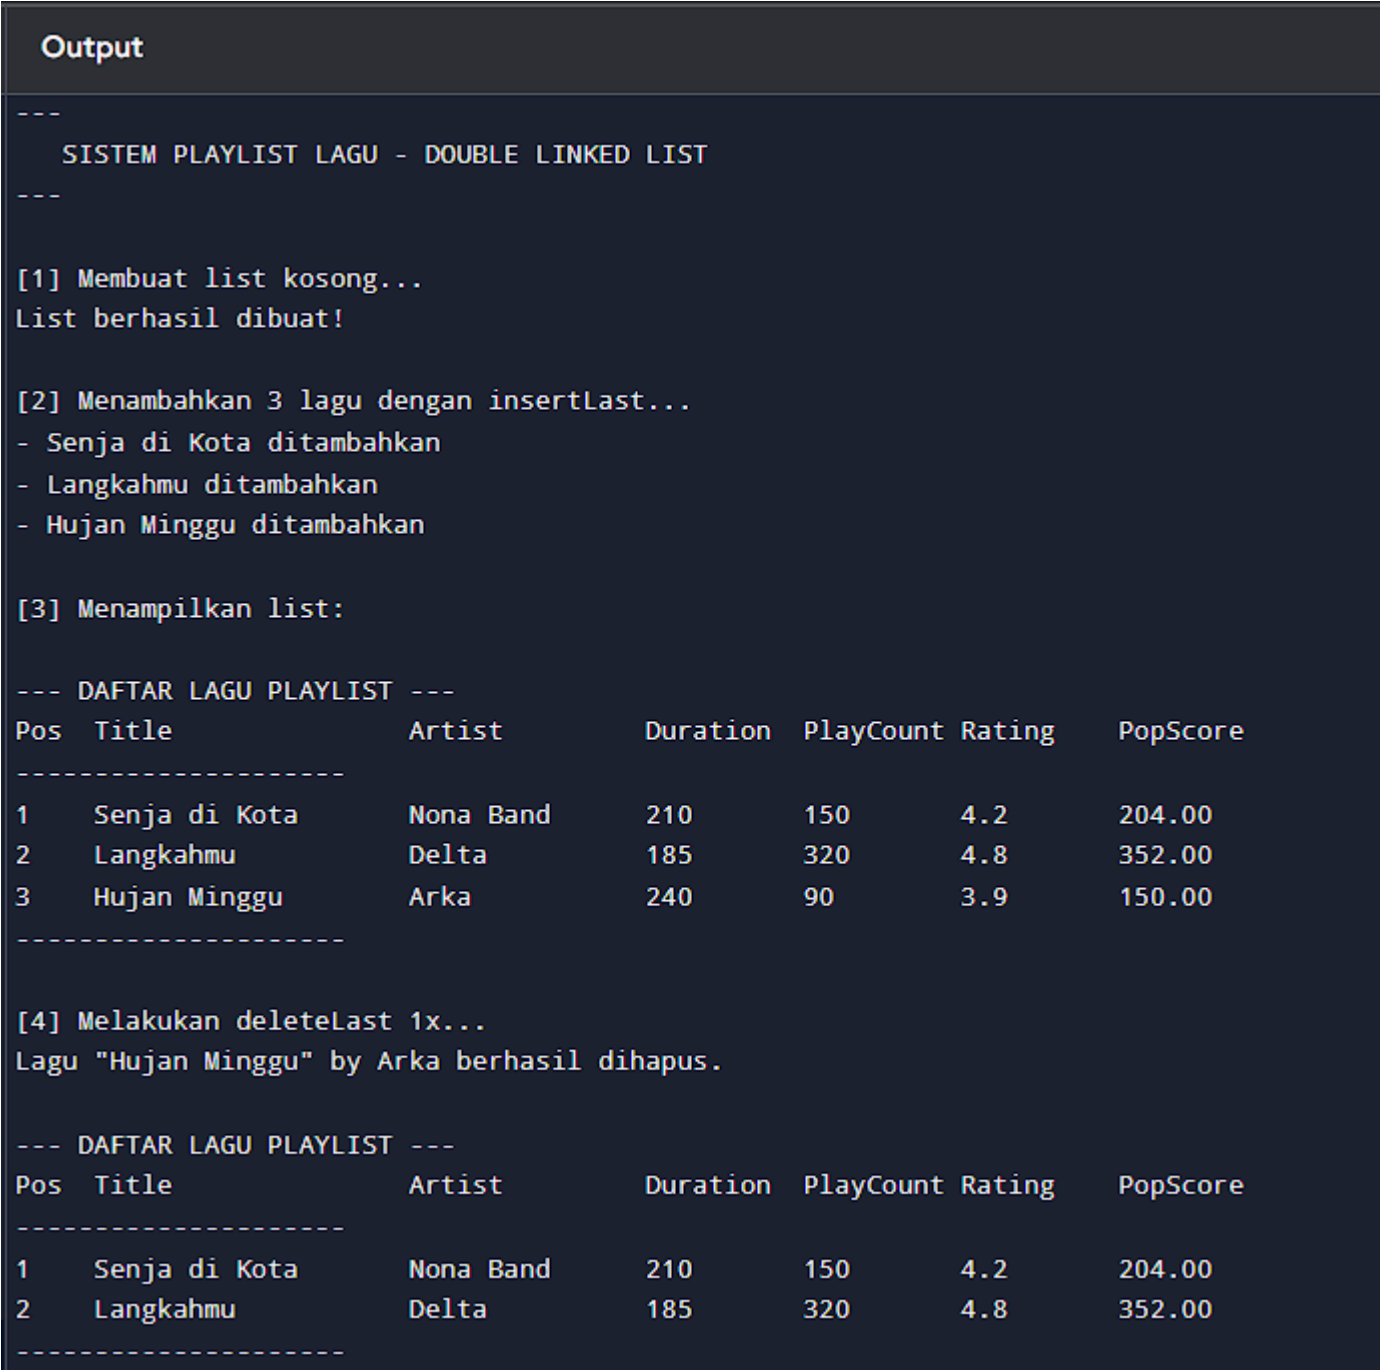 Output
---
   SISTEM PLAYLIST LAGU - DOUBLE LINKED LIST
---
[1] Membuat list kosong...
List berhasil dibuat!
[2] Menambahkan 3 lagu dengan insertLast...
- Senja di Kota ditambahkan
- Langkahmu ditambahkan
- Hujan Minggu ditambahkan
[3] Menampilkan list:
--- DAFTAR LAGU PLAYLIST ---
Pos  Title               Artist         Duration  PlayCount Rating    PopScore
---------------------
1    Senja di Kota       Nona Band      210       150       4.2       204.00
2    Langkahmu           Delta          185       320       4.8       352.00
3    Hujan Minggu        Arka           240       90        3.9       150.00
---------------------
[4] Melakukan deleteLast 1x...
Lagu "Hujan Minggu" by Arka berhasil dihapus.
--- DAFTAR LAGU PLAYLIST ---
Pos  Title               Artist         Duration  PlayCount Rating    PopScore
---------------------
1    Senja di Kota       Nona Band      210       150       4.2       204.00
2    Langkahmu           Delta          185       320       4.8       352.00
---------------------